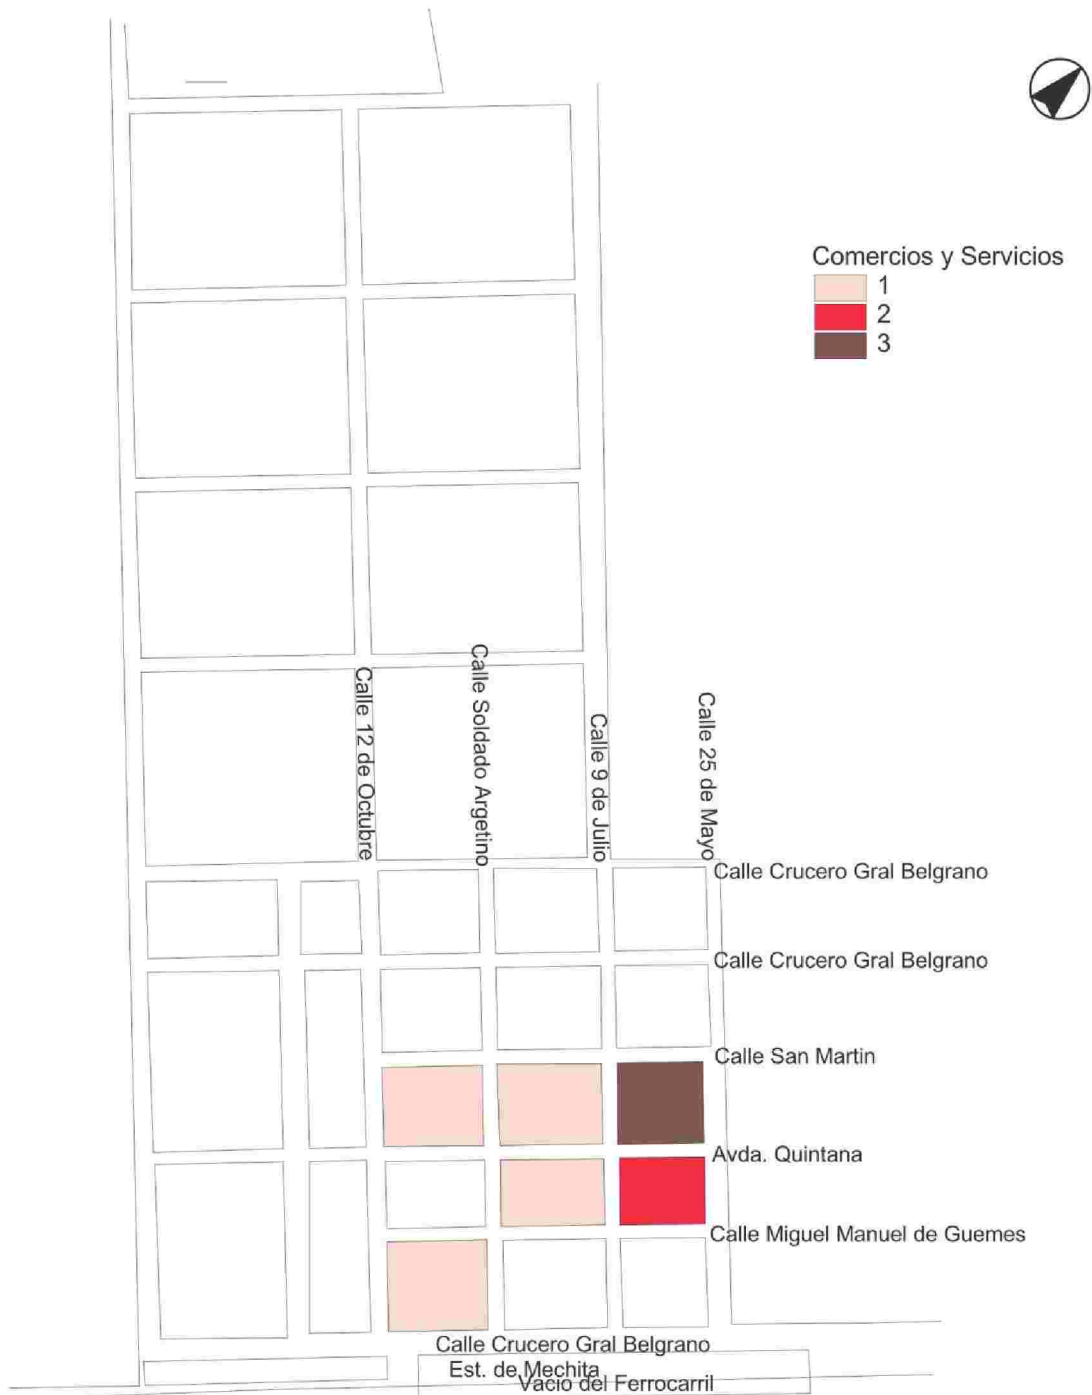 Comercios y Servicios
1
2
3
Calle 12 de Octubre
Calle Soldado Argetino
Calle 9 de Julio
Calle 25 de Mayo
Calle Crucero Gral Belgrano
Calle Crucero Gral Belgrano
Calle San Martin
Avda. Quintana
Calle Miguel Manuel de Guemes
Calle Crucero Gral Belgrano
Est. de Mechita
Vacio del Ferrocarril